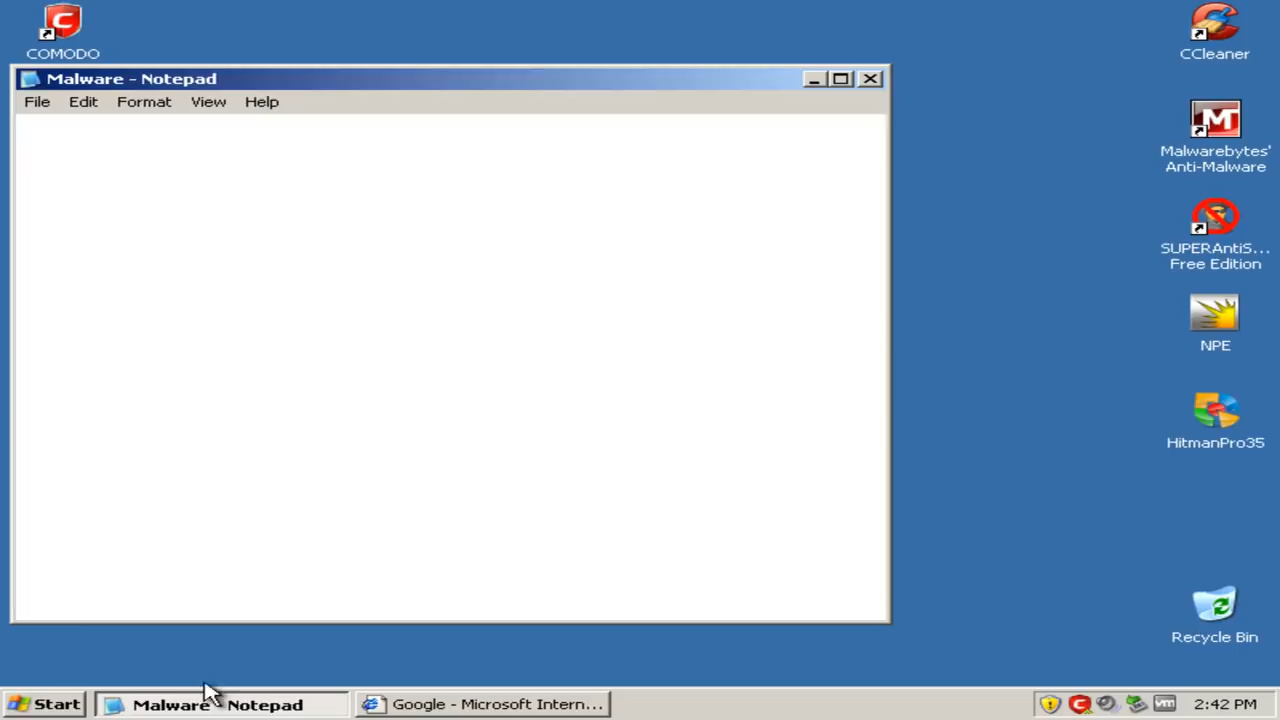 COMODO
CCleaner
Malware - Notepad
File Edit Format View Help
Malwarebytes'
Anti-Malware
SUPERAntiS...
Free Edition
NPE
HitmanPro35
Recycle Bin
Start
Malware - Notepad
Google - Microsoft Intern...
vm
2:42 PM